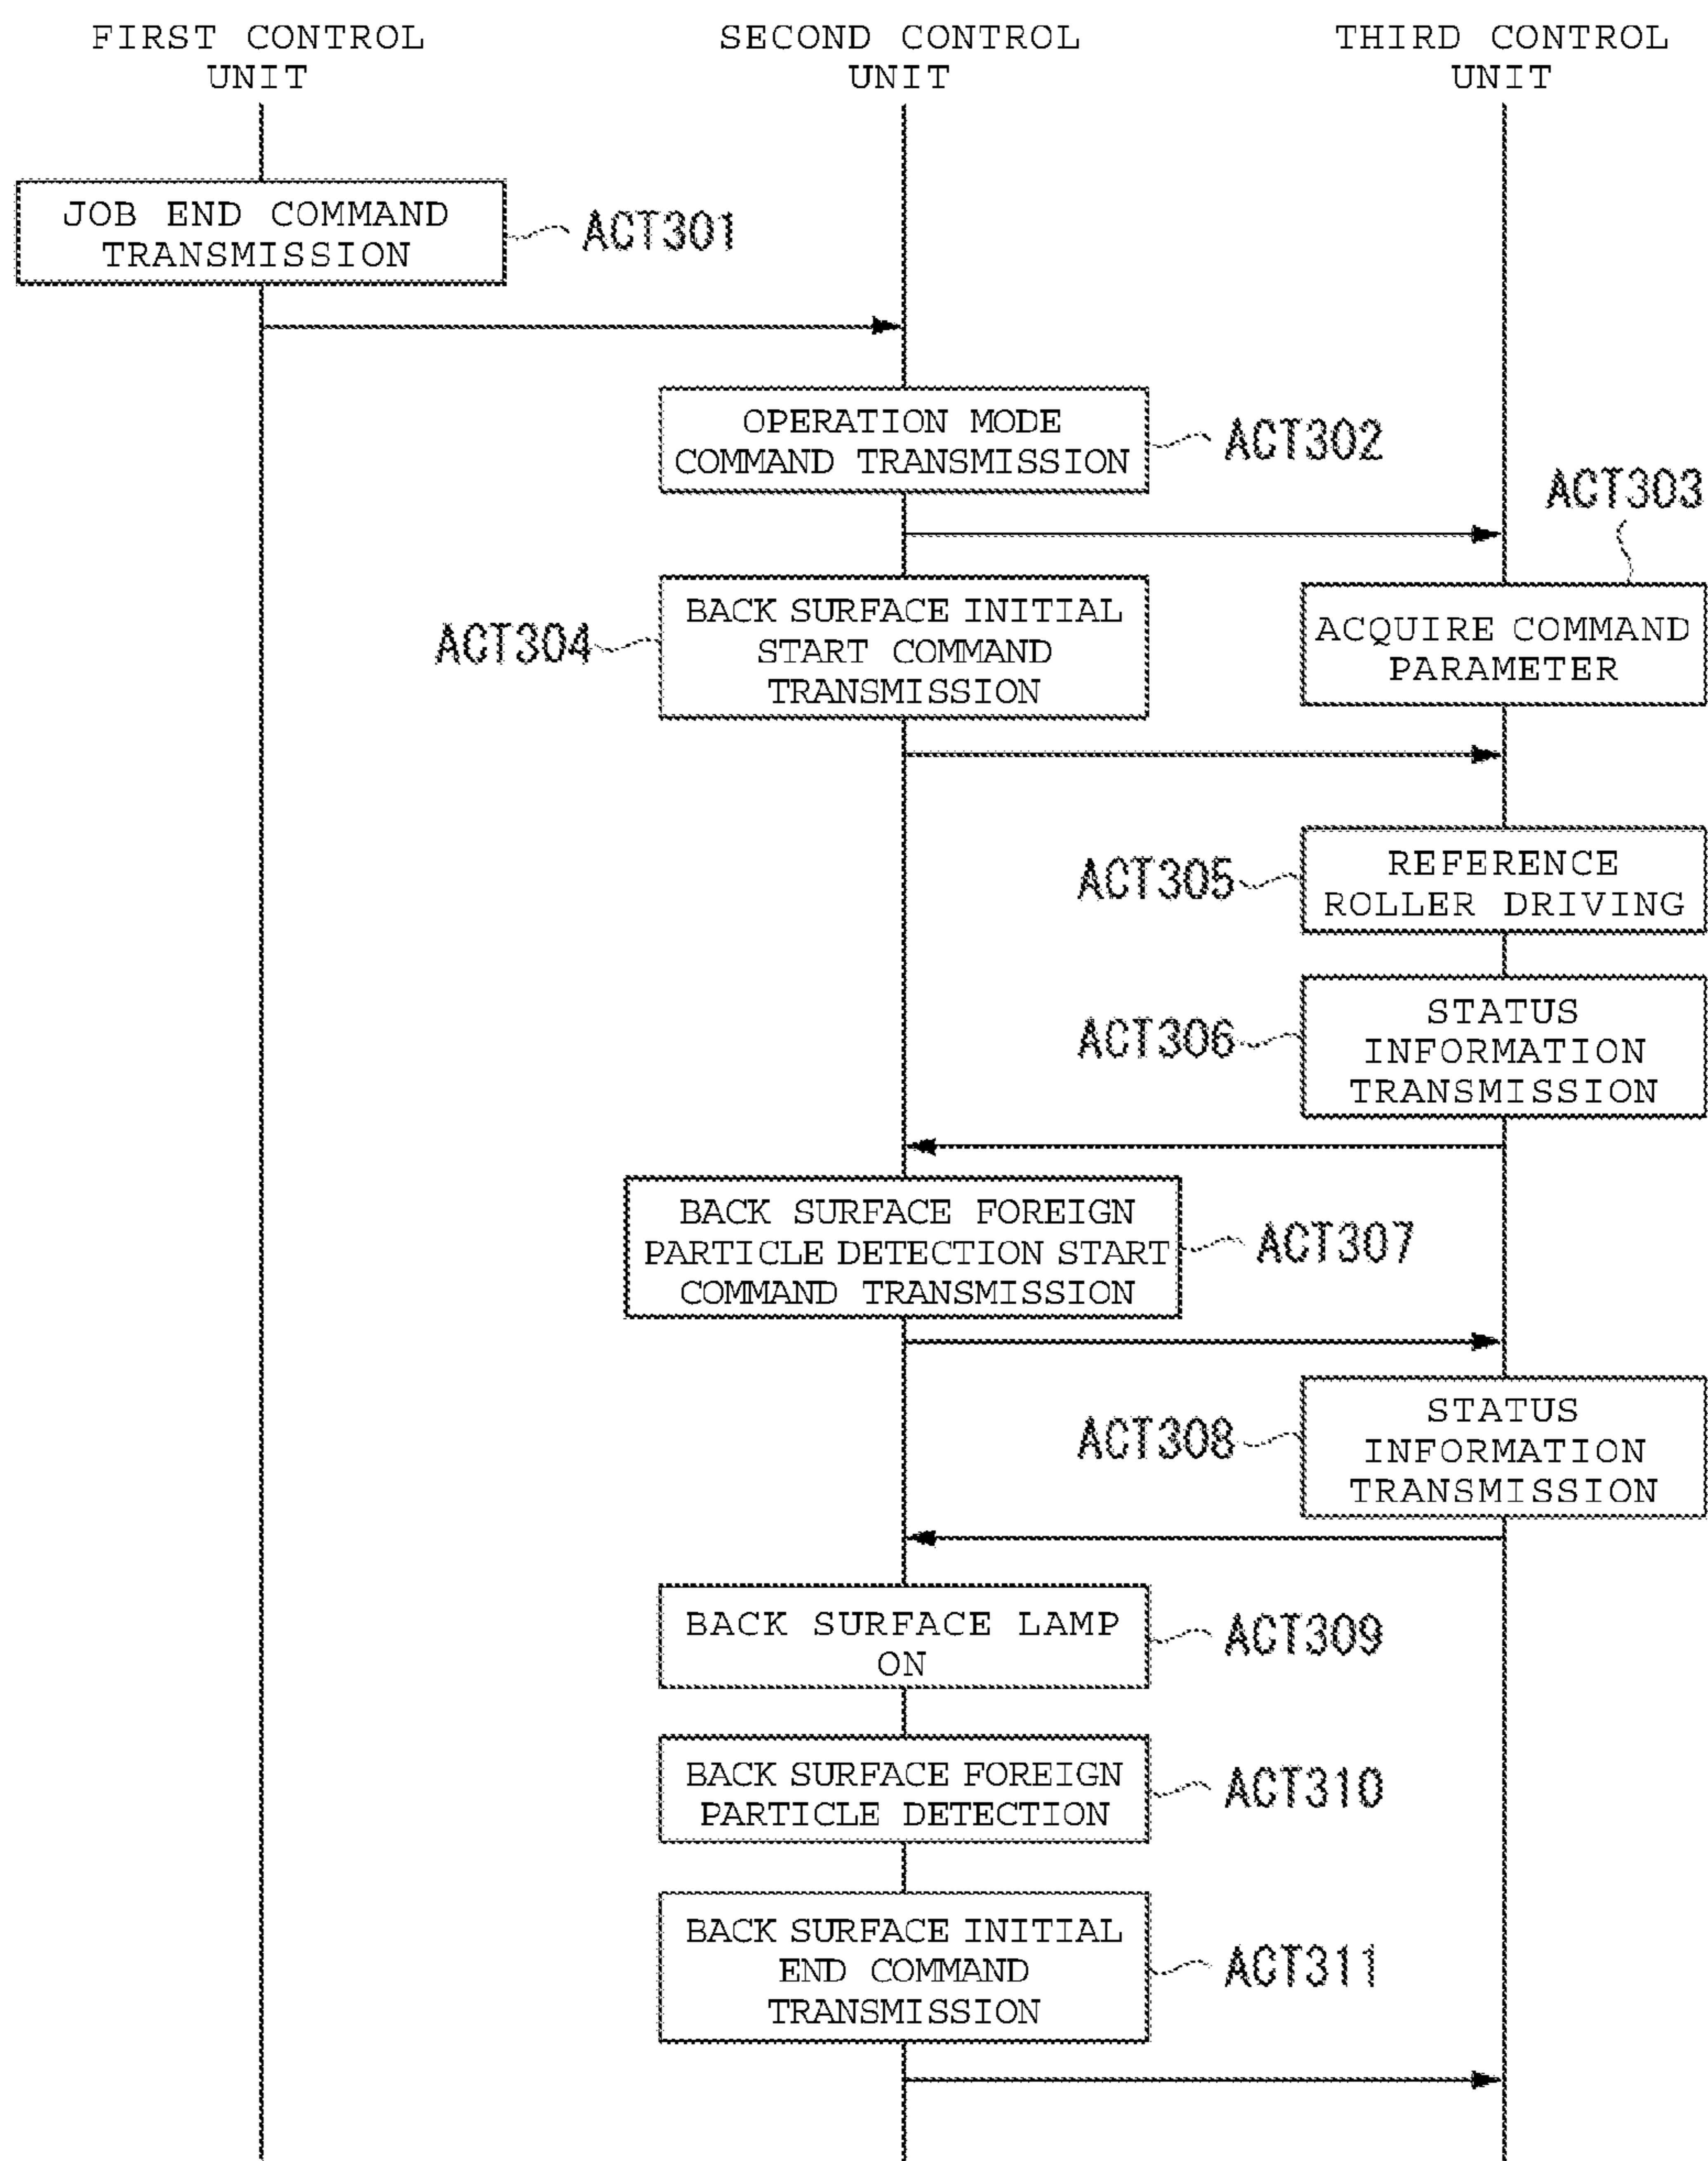 FIRST CONTROL
UNIT
SECOND CONTROL
UNIT
THIRD CONTROL
UNIT
JOB END COMMAND
TRANSMISSION
ACT301
OPERATION MODE
COMMAND TRANSMISSION
ACT302
ACT303
ACT304
BACK SURFACE INITIAL
START COMMAND
TRANSMISSION
ACQUIRE COMMAND
PARAMETER
ACT305
REFERENCE
ROLLER DRIVING
ACT306
STATUS
INFORMATION
TRANSMISSION
BACK SURFACE FOREIGN
PARTICLE DETECTION START
COMMAND TRANSMISSION
ACT307
ACT308
STATUS
INFORMATION
TRANSMISSION
BACK SURFACE LAMP
ON
ACT309
BACK SURFACE FOREIGN
PARTICLE DETECTION
ACT310
BACK SURFACE INITIAL
END COMMAND
TRANSMISSION
ACT311